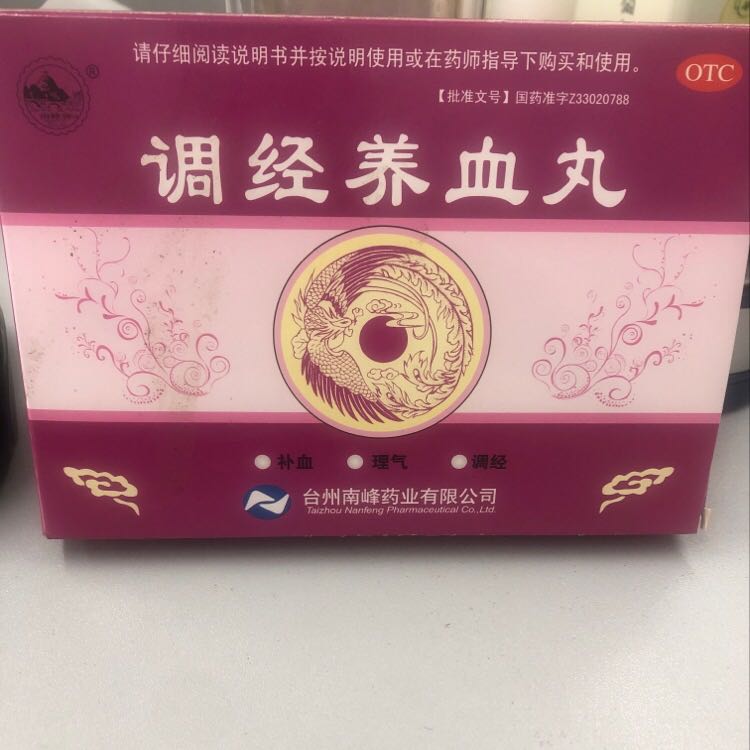 请仔细阅读说明书并按说明使用或在药师指导下购买和使用。
OTC
【批准文号】国药准字Z33020788
®
调经养血丸
补血 理气 调经
台州南峰药业有限公司
Taizhou Nanfeng Pharmaceutical Co.,Ltd.